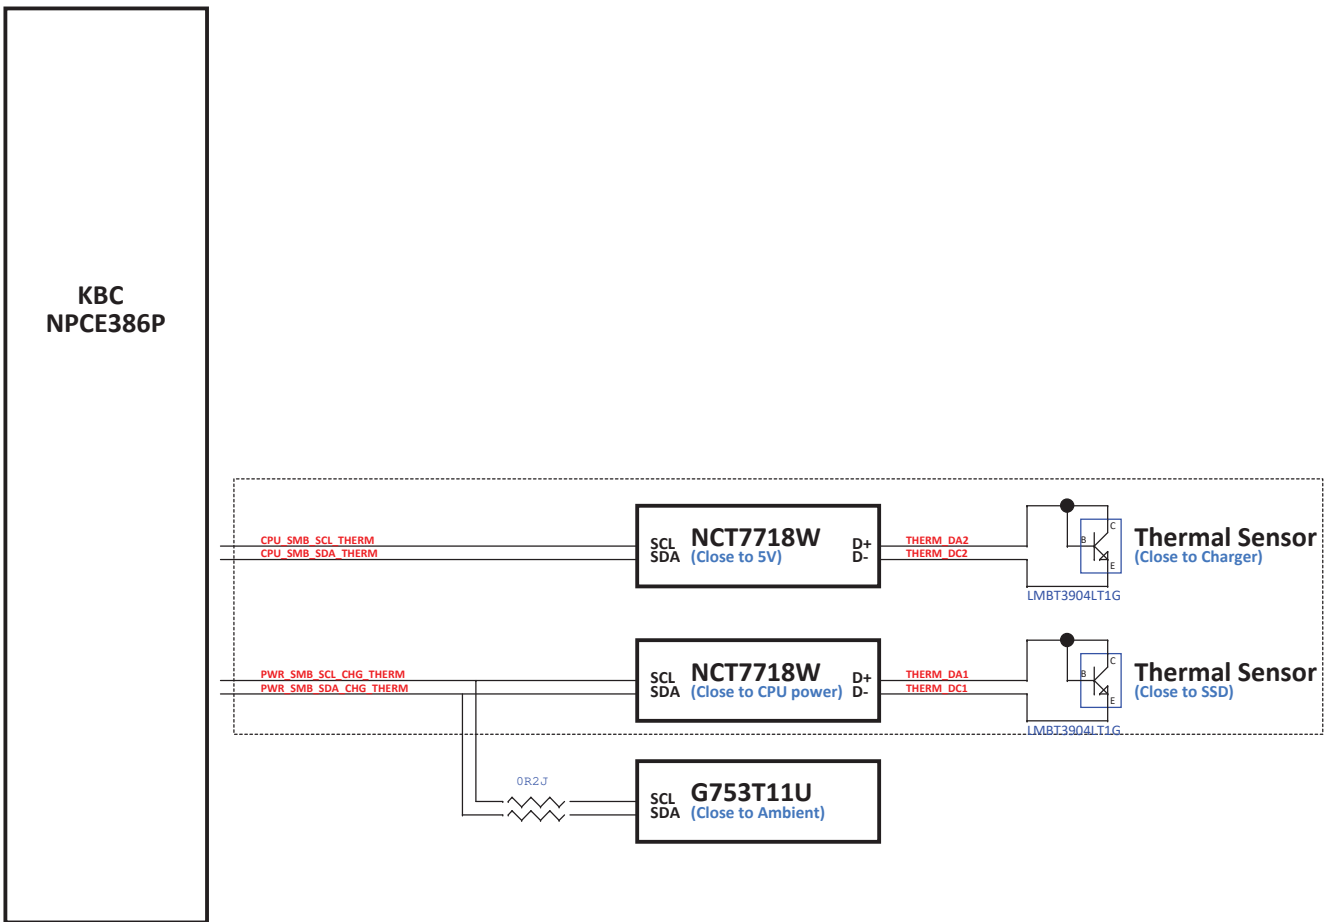 KBC
NPCE386P
CPU_SMB_SCL_THERM
CPU_SMB_SDA_THERM
SCL
SDA
NCT7718W
(Close to 5V)
D+
D-
THERM_DA2
THERM_DC2
C
B
E
LMBT3904LT1G
Thermal Sensor
(Close to Charger)
PWR_SMB_SCL_CHG_THERM
PWR_SMB_SDA_CHG_THERM
SCL
SDA
NCT7718W
(Close to CPU power)
D+
D-
THERM_DA1
THERM_DC1
C
B
E
LMBT3904LT1G
Thermal Sensor
(Close to SSD)
0R2J
SCL
SDA
G753T11U
(Close to Ambient)